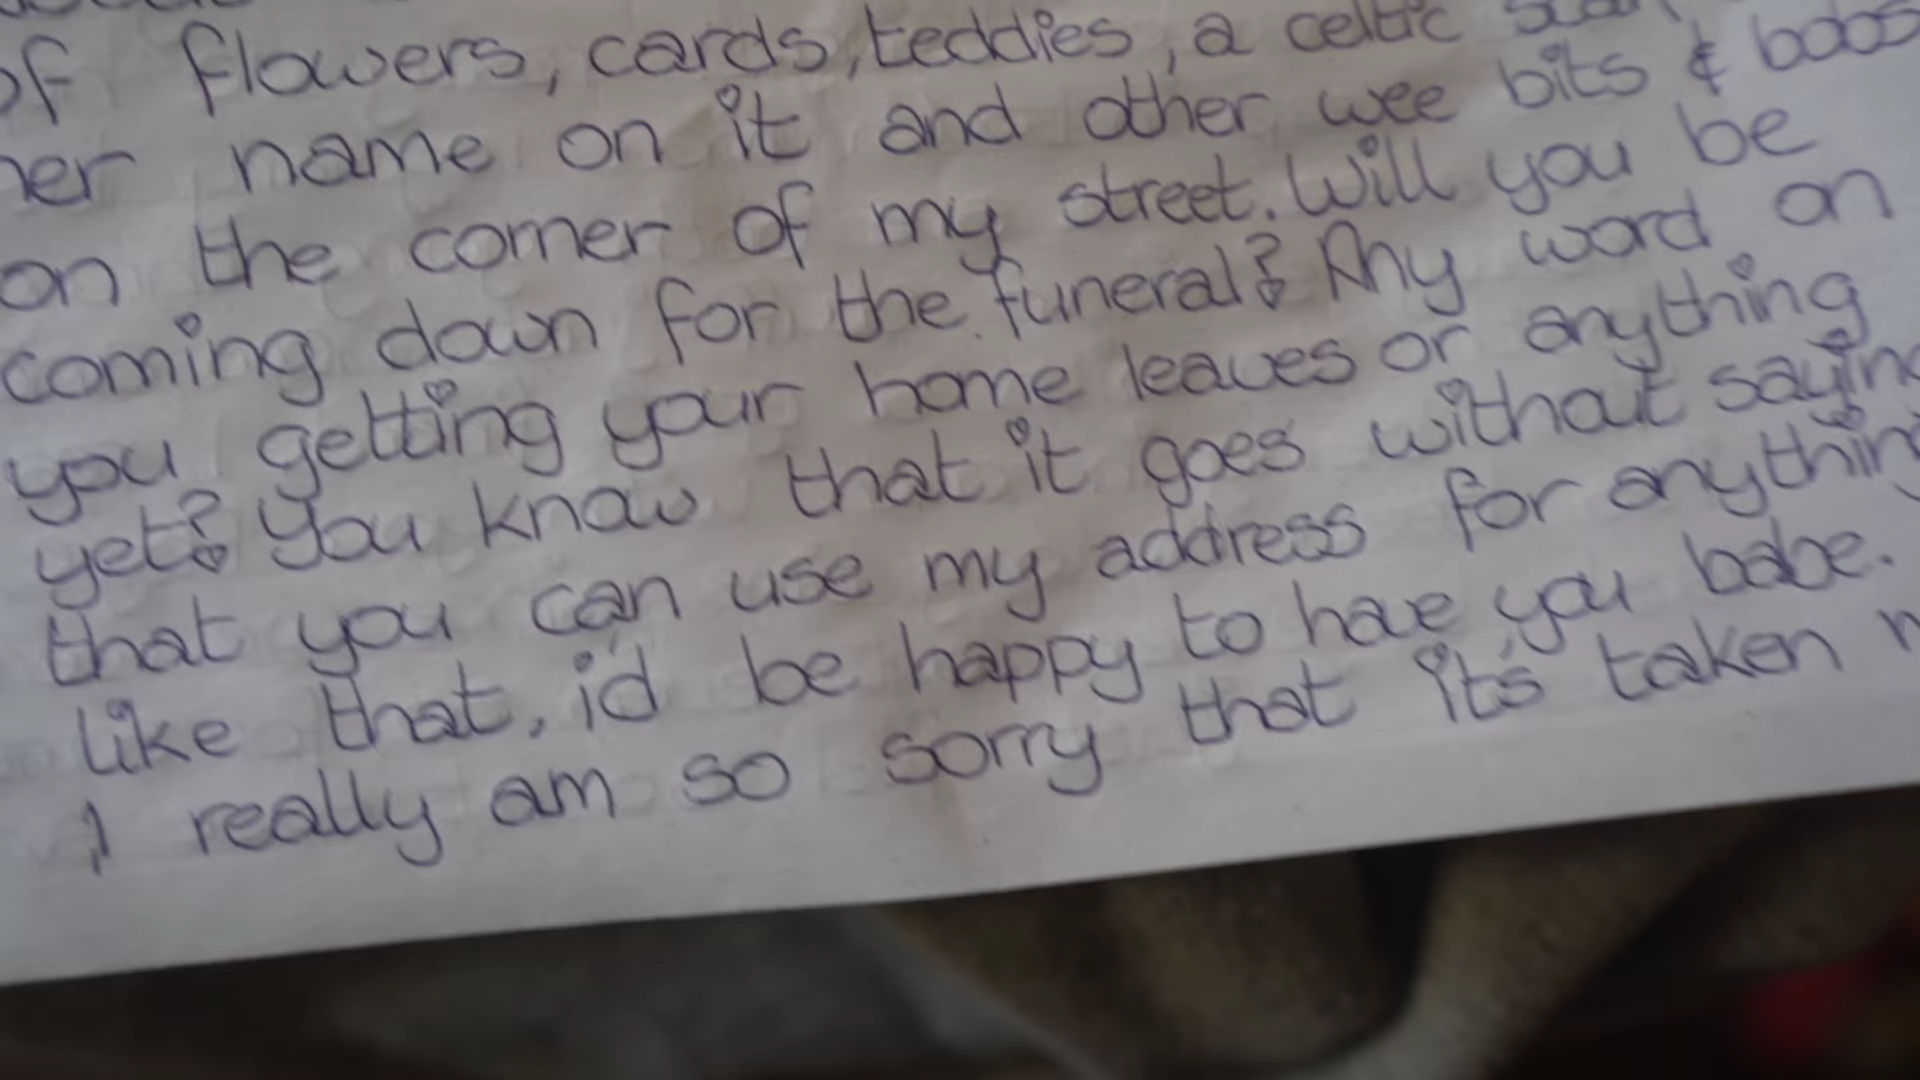 of flowers, cards, teddies, a celtic
her name on it and other wee bits & bobs
on the corner of my street. Will you be
coming down for the funeral? Any word on
you getting your home leaves or anything
yet? You know that it goes without saying
that you can use my address for anything
like that, id be happy to have you babe.
I really am so sorry that it's taken